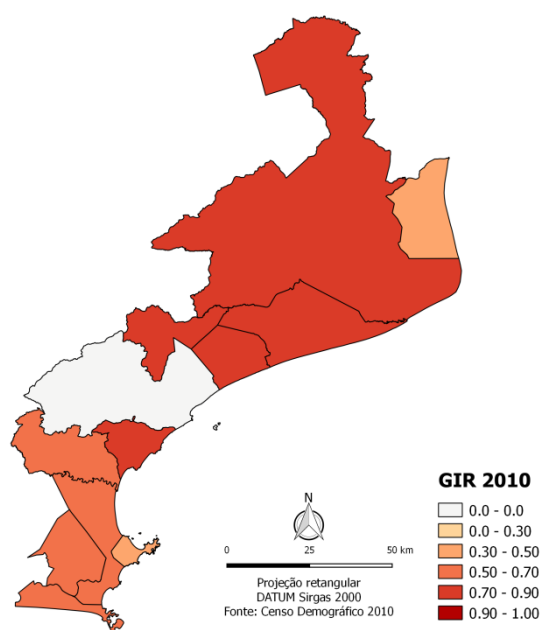 GIR 2010
0.0 - 0.0
0.0 - 0.30
0.30 - 0.50
0.50 - 0.70
0.70 - 0.90
0.90 - 1.00
N
0 25 50 km
Projeção retangular
DATUM Sirgas 2000
Fonte: Censo Demográfico 2010